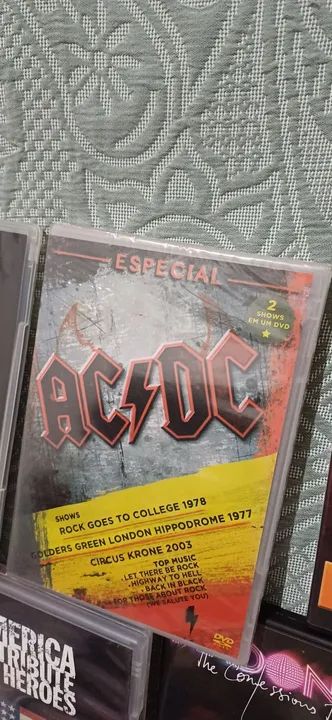 ESPECIAL
2
SHOWS
EM UM DVD
AC DC
SHOWS
ROCK GOES TO COLLEGE 1978
GOLDERS GREEN LONDON HIPPODROME 1977
CIRCUS KRONE 2003
TOP MUSIC
. LET THERE BE ROCK
. HIGHWAY TO HELL
. BACK IN BLACK
FOR THOSE ABOUT ROCK
(WE SALUTE YOU)
DVD
MERICA
TRIBUTE
HEROES
DON
The Confessions